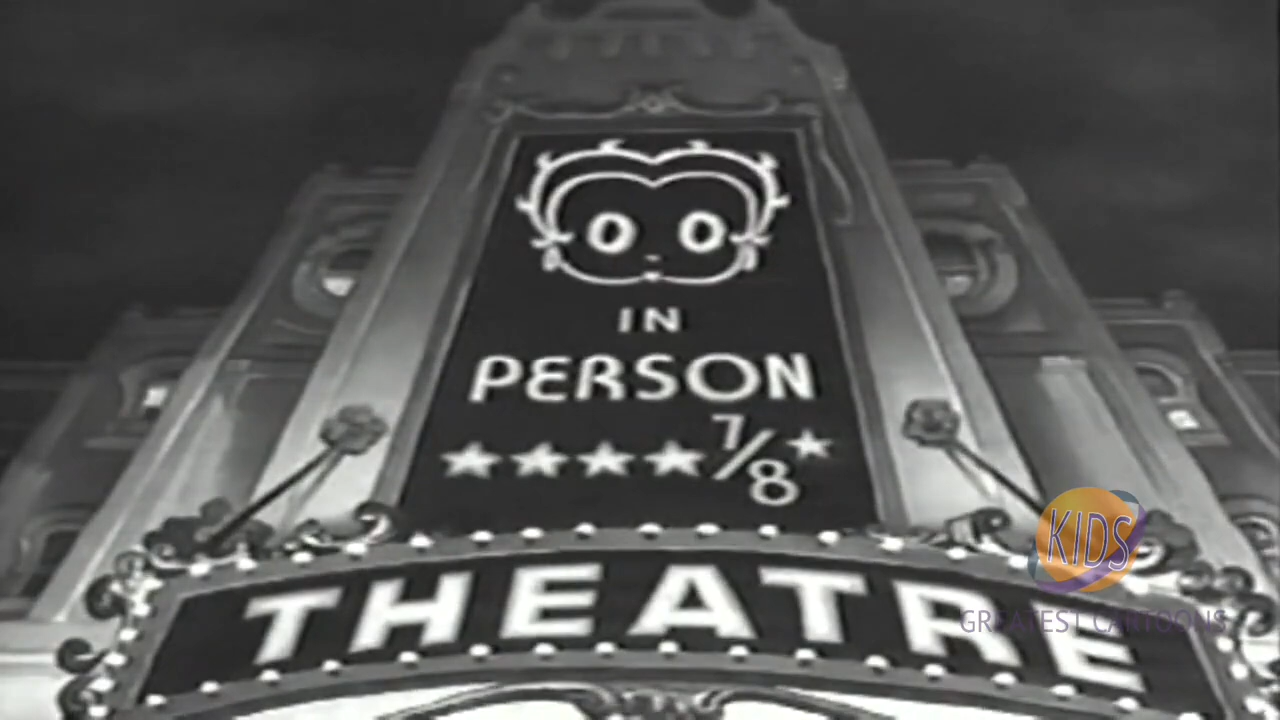 IN
PERSON
★★★★ 7/8 ★
THEATRE
KIDS
GREATEST CARTOONS